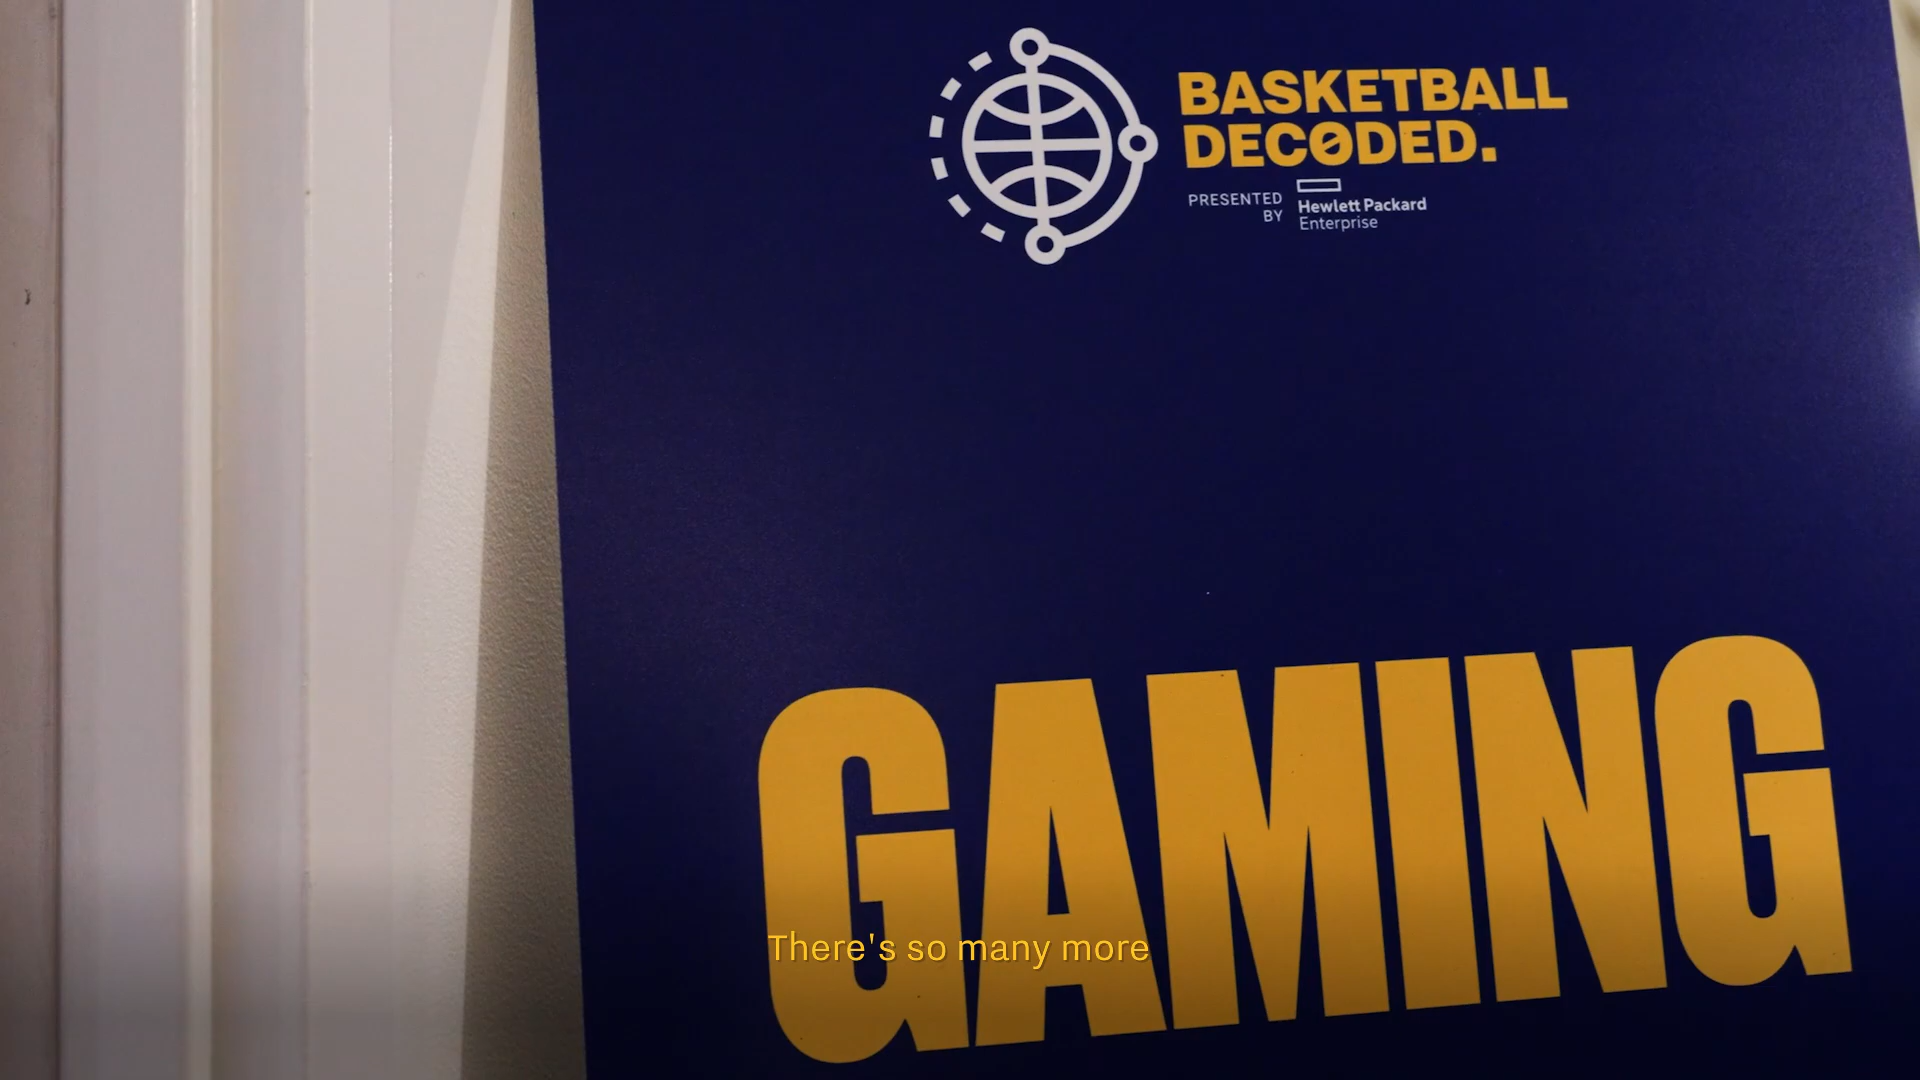 BASKETBALL
DECØDED.
PRESENTED
BY
Hewlett Packard
Enterprise
GAMING
There's so many more